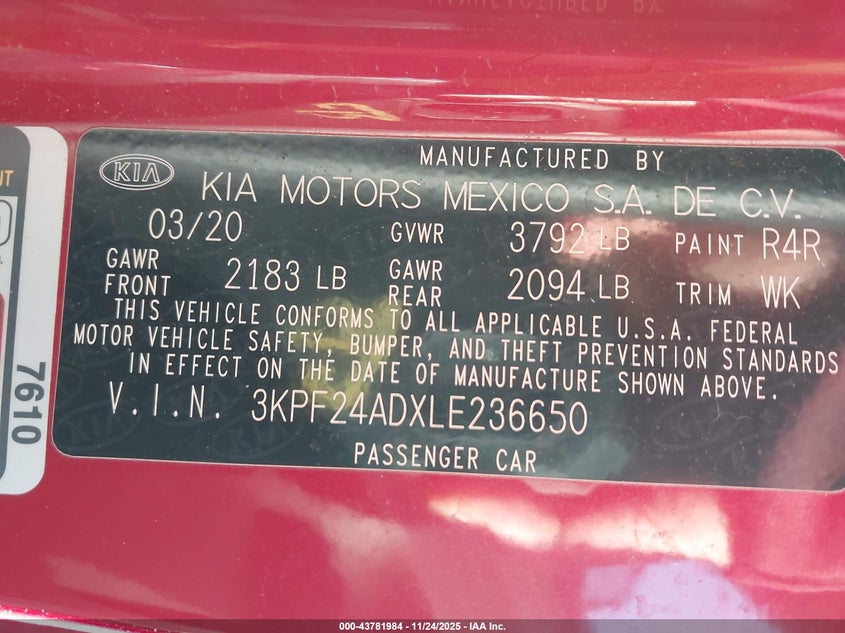 MANUFACTURED BY
KIA KIA MOTORS MEXICO S.A. DE C.V.
03/20 GVWR 3792 LB PAINT R4R
GAWR FRONT 2183 LB GAWR REAR 2094 LB TRIM WK
THIS VEHICLE CONFORMS TO ALL APPLICABLE U.S.A. FEDERAL
MOTOR VEHICLE SAFETY, BUMPER, AND THEFT PREVENTION STANDARDS
IN EFFECT ON THE DATE OF MANUFACTURE SHOWN ABOVE.
V.I.N. 3KPF24ADXLE236650
PASSENGER CAR
7610
000-43781984 - 11/24/2025 - IAA Inc.